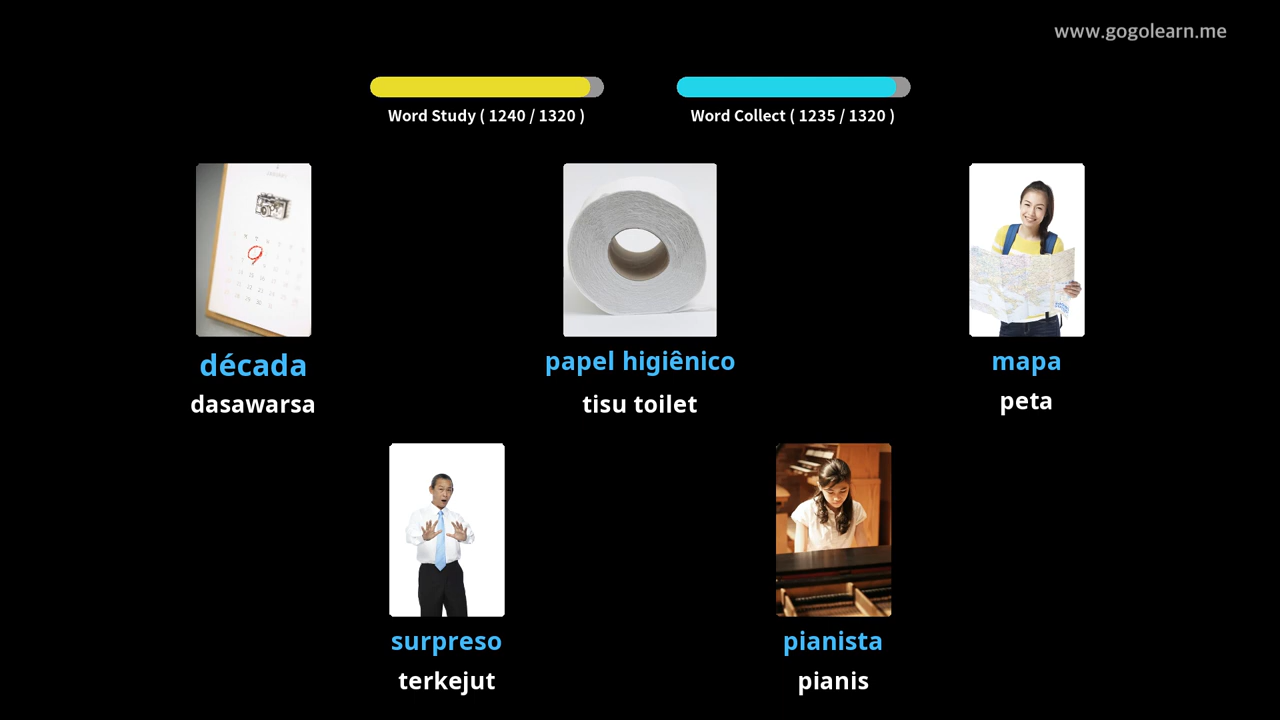 www.gogolearn.me
Word Study ( 1240 / 1320 )
Word Collect ( 1235 / 1320 )
década
papel higiênico
mapa
dasawarsa
tisu toilet
peta
surpreso
pianista
terkejut
pianis